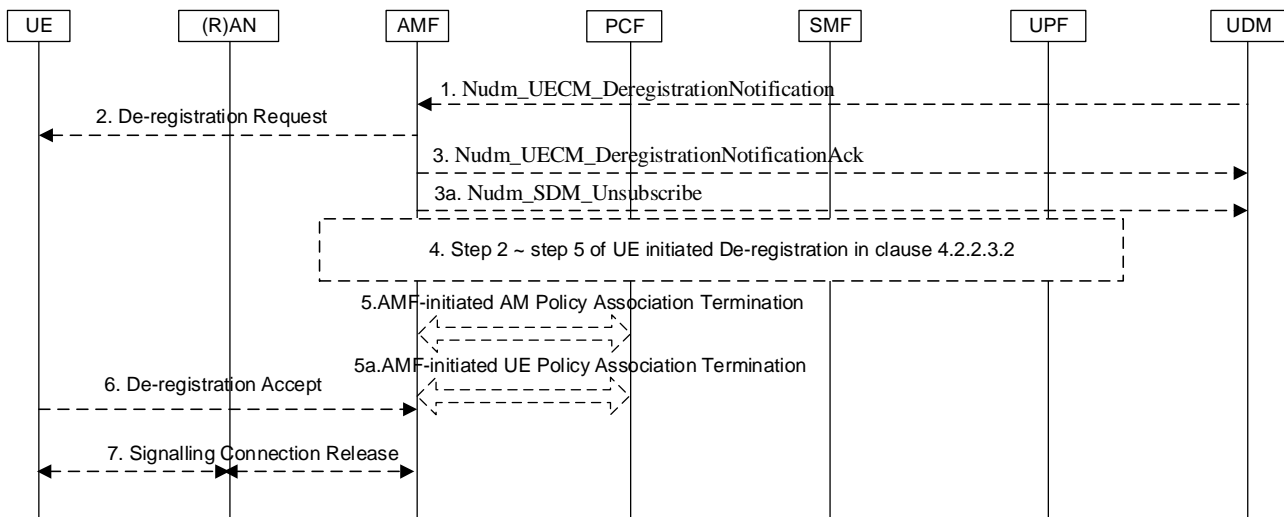 UE
(R)AN
AMF
PCF
SMF
UPF
UDM
1. Nudm_UECM_DeregistrationNotification
2. De-registration Request
3. Nudm_UECM_DeregistrationNotificationAck
3a. Nudm_SDM_Unsubscribe
4. Step 2 ~ step 5 of UE initiated De-registration in clause 4.2.2.3.2
5.AMF-initiated AM Policy Association Termination
5a.AMF-initiated UE Policy Association Termination
6. De-registration Accept
7. Signalling Connection Release